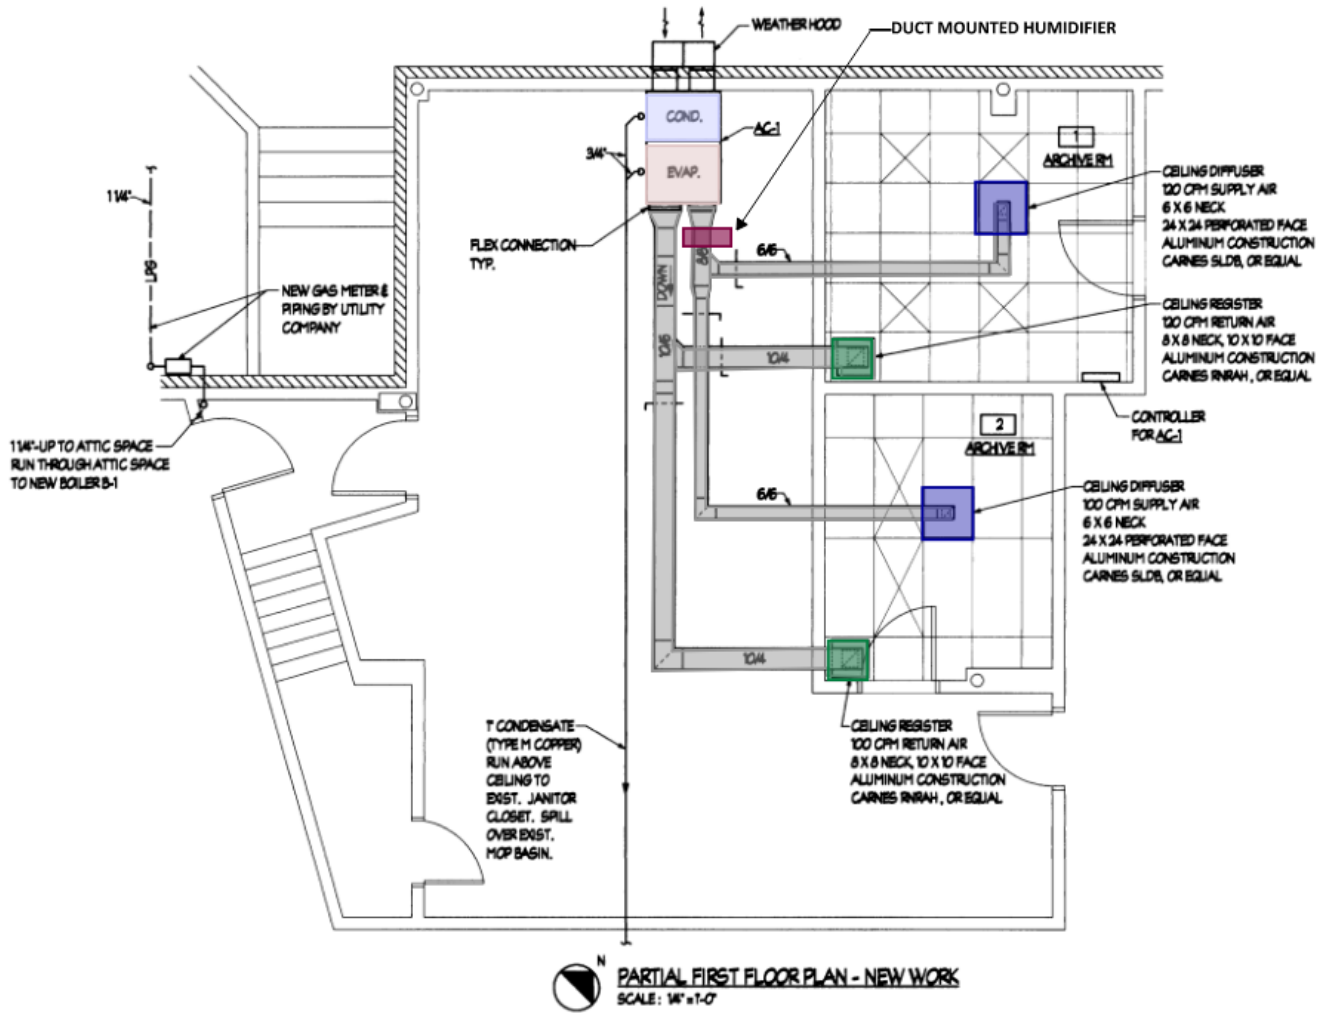 WEATHER HOOD
DUCT MOUNTED HUMIDIFIER
COND.
AC-1
3/4"
EVAP.
1
ARCHIVE RM
CEILING DIFFUSER
120 CFM SUPPLY AIR
6 X 6 NECK
24 X 24 PERFORATED FACE
ALUMINUM CONSTRUCTION
CARNES SLDB, OR EQUAL
1 1/4"
LPG
FLEX CONNECTION
TYP.
DOWN
8/6
6/6
NEW GAS METER &
PIPING BY UTILITY
COMPANY
CEILING REGISTER
120 CFM RETURN AIR
8 X 8 NECK, 10 X 10 FACE
ALUMINUM CONSTRUCTION
CARNES RNRAH, OR EQUAL
10/6
10/4
CONTROLLER
FOR AC-1
2
ARCHIVE RM
1 1/4"-UP TO ATTIC SPACE
RUN THROUGH ATTIC SPACE
TO NEW BOILER B-1
6/6
CEILING DIFFUSER
100 CFM SUPPLY AIR
6 X 6 NECK
24 X 24 PERFORATED FACE
ALUMINUM CONSTRUCTION
CARNES SLDB, OR EQUAL
10/4
1" CONDENSATE
(TYPE M COPPER)
RUN ABOVE
CEILING TO
EXIST. JANITOR
CLOSET. SPILL
OVER EXIST.
MOP BASIN.
CEILING REGISTER
100 CFM RETURN AIR
8 X 8 NECK, 10 X 10 FACE
ALUMINUM CONSTRUCTION
CARNES RNRAH, OR EQUAL
N
PARTIAL FIRST FLOOR PLAN - NEW WORK
SCALE: 1/4"=1'-0"